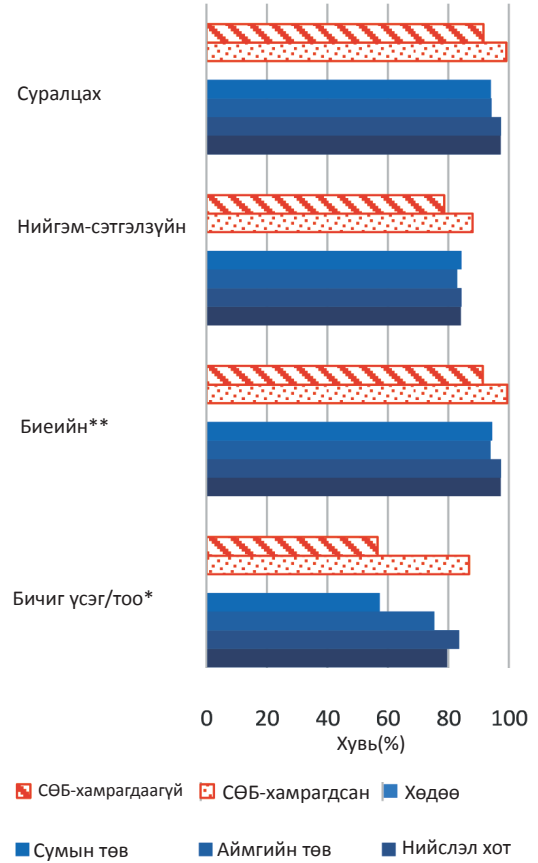 Суралцах
Нийгэм-сэтгэлзүйн
Биеийн**
Бичиг үсэг/тоо*
0 20 40 60 80 100
Хувь(%)
СӨБ-хамрагдаагүй СӨБ-хамрагдсан Хөдөө
Сумын төв Аймгийн төв Нийслэл хот